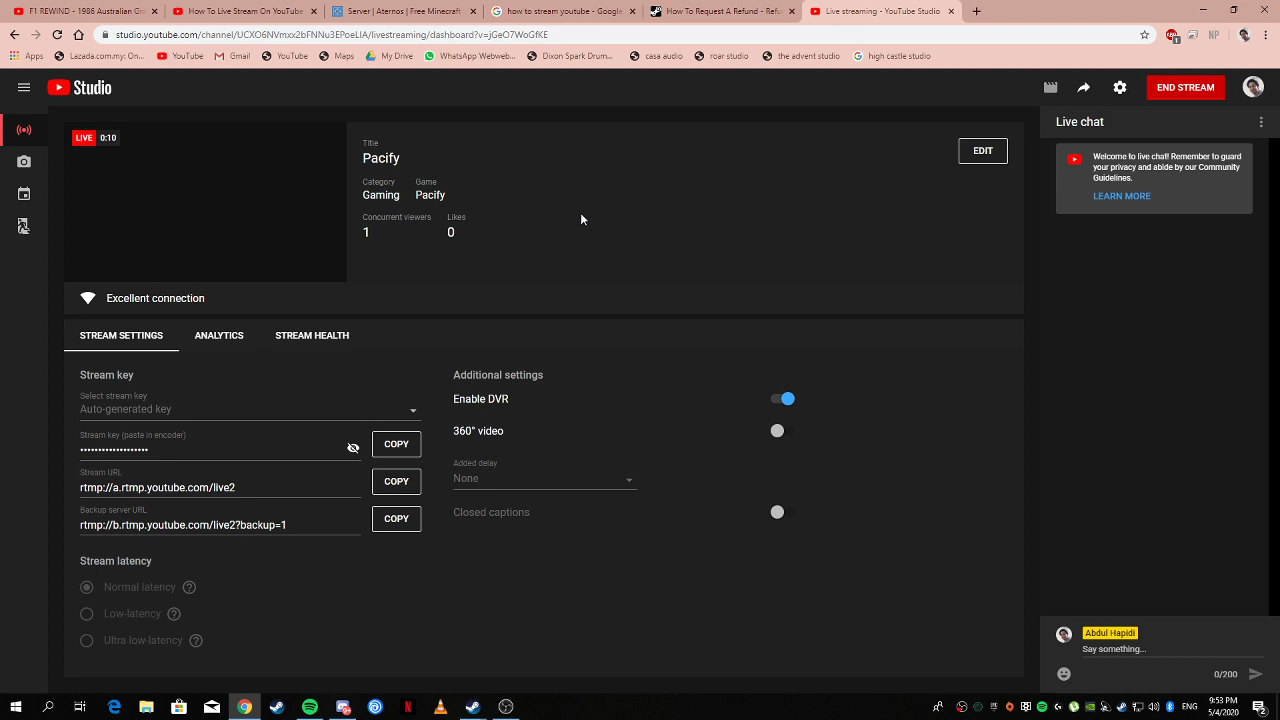 F1 REWIND - 1986 Australian Gr
How To Live Stream On YouTube
Server | Aternos | Free Minecraft
how to stream youtube - Google
How To Request A Refund - Refu
Live streaming - YouTube Studio
studio.youtube.com/channel/UCXO6NVmxx2bFNNu3EPoeLIA/livestreaming/dashboard?v=jGeO7WoGfKE
Apps
Lazada.com.my: On...
YouTube
Gmail
Maps
My Drive
WhatsApp Webweb...
Dixon Spark Drum...
casa audio
roar studio
the advent studio
high castle studio
Studio
END STREAM
LIVE 0:10
Title
Pacify
EDIT
Category Game
Gaming Pacify
Concurrent viewers Likes
1 0
Excellent connection
STREAM SETTINGS ANALYTICS STREAM HEALTH
Stream key
Select stream key
Auto-generated key
Stream key (paste in encoder)
••••••••••••••••••• COPY
Stream URL
rtmp://a.rtmp.youtube.com/live2 COPY
Backup server URL
rtmp://b.rtmp.youtube.com/live2?backup=1 COPY
Stream latency
Normal latency
Low-latency
Ultra low-latency
Additional settings
Enable DVR
360° video
Added delay
None
Closed captions
Live chat
Welcome to live chat! Remember to guard
your privacy and abide by our Community
Guidelines.
LEARN MORE
Abdul Hapidi
Say something...
0/200
ENG
9:53 PM
5/4/2020